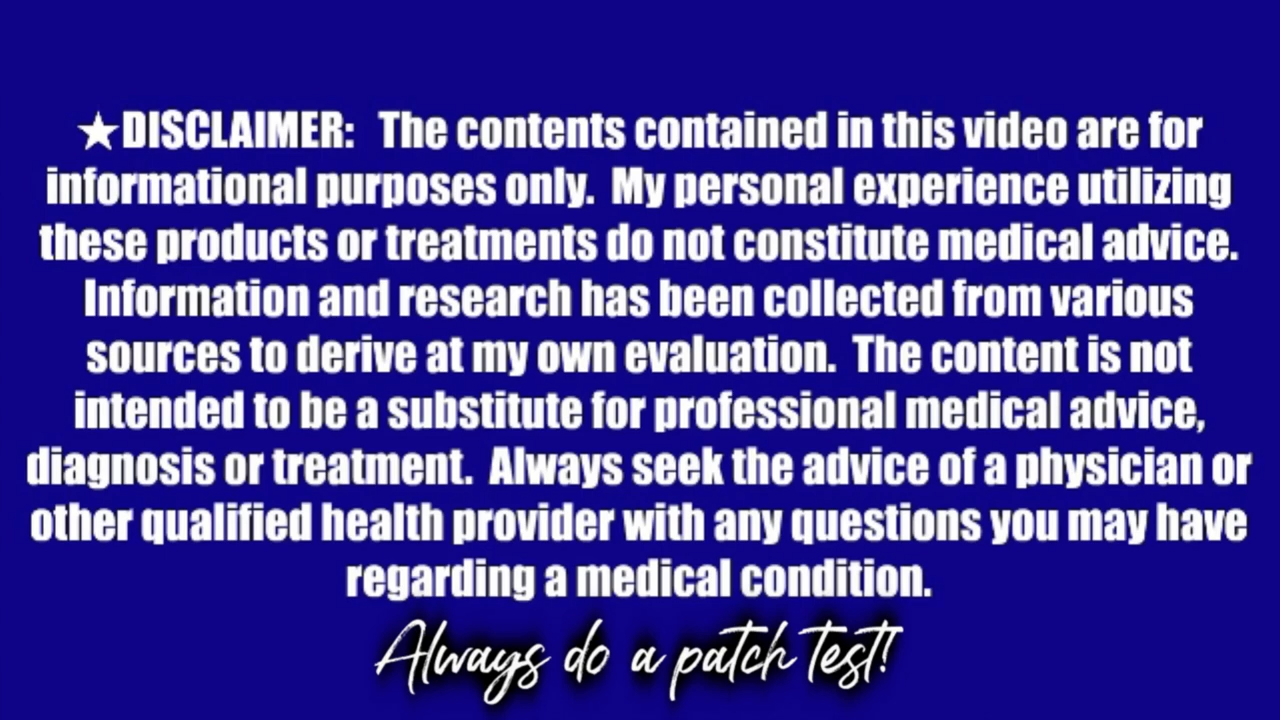 ★DISCLAIMER: The contents contained in this video are for
informational purposes only. My personal experience utilizing
these products or treatments do not constitute medical advice.
Information and research has been collected from various
sources to derive at my own evaluation. The content is not
intended to be a substitute for professional medical advice,
diagnosis or treatment. Always seek the advice of a physician or
other qualified health provider with any questions you may have
regarding a medical condition.
Always do a patch test!